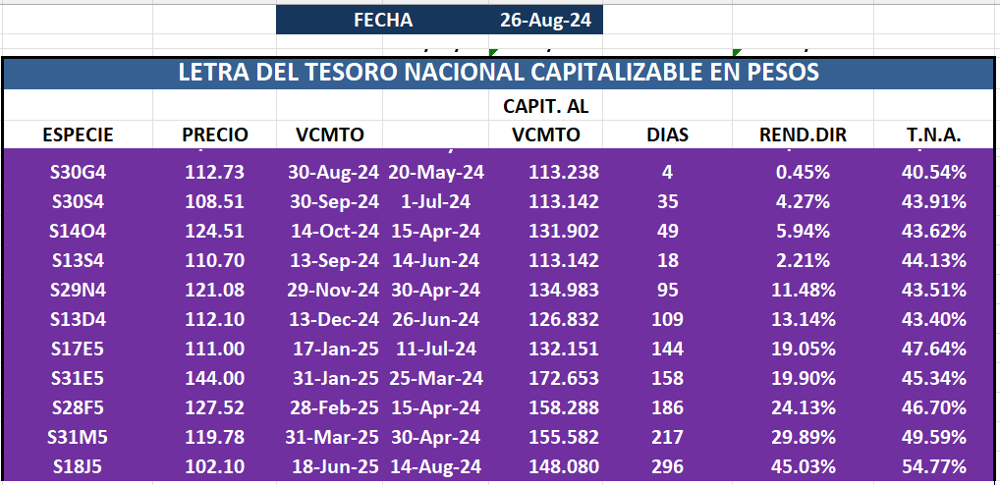 FECHA 26-Aug-24
LETRA DEL TESORO NACIONAL CAPITALIZABLE EN PESOS
CAPIT. AL
ESPECIE PRECIO VCMTO VCMTO DIAS REND.DIR T.N.A.
S30G4 112.73 30-Aug-24 20-May-24 113.238 4 0.45% 40.54%
S30S4 108.51 30-Sep-24 1-Jul-24 113.142 35 4.27% 43.91%
S14O4 124.51 14-Oct-24 15-Apr-24 131.902 49 5.94% 43.62%
S13S4 110.70 13-Sep-24 14-Jun-24 113.142 18 2.21% 44.13%
S29N4 121.08 29-Nov-24 30-Apr-24 134.983 95 11.48% 43.51%
S13D4 112.10 13-Dec-24 26-Jun-24 126.832 109 13.14% 43.40%
S17E5 111.00 17-Jan-25 11-Jul-24 132.151 144 19.05% 47.64%
S31E5 144.00 31-Jan-25 25-Mar-24 172.653 158 19.90% 45.34%
S28F5 127.52 28-Feb-25 15-Apr-24 158.288 186 24.13% 46.70%
S31M5 119.78 31-Mar-25 30-Apr-24 155.582 217 29.89% 49.59%
S18J5 102.10 18-Jun-25 14-Aug-24 148.080 296 45.03% 54.77%